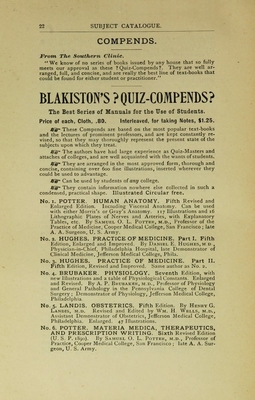 22 SUBJECT CATALOGUE.
COMPENDS.
From The Southern Clinic.
"We know of no series of books issued by any house that so fully
meets our approval as these ?Quiz-Compends?. They are well ar-
ranged, full, and concise, and are really the best line of text-books that
could be found for either student or practitioner."
BLAKISTON'S ?QUIZ-COMPENDS?
The Best Series of Manuals for the Use of Students.
Price of each, Cloth, .80. Interleaved, for taking Notes, $1.25.
These Compends are based on the most popular text-books
and the lectures of prominent professors, and are kept constantly re-
vised, so that they may thoroughly represent the present state of the
subjects upon which they treat.
The authors have had large experience as Quiz-Masters and
attaches of colleges, and are well acquainted with the wants of students.
They are arranged in the most approved form, thorough and
concise, containing over 600 fine illustrations, inserted wherever they
could be used to advantage.
Can be used by students of any college.
They contain information nowhere else collected in such a
condensed, practical shape. Illustrated Circular free.
No. 1. POTTER. HUMAN ANATOMY. Fifth Revised and
Enlarged Edition. Including Visceral Anatomy. Can be used
with either Morris's or Gray's Anatomy. 117 Illustrations and 16
Lithographic Plates of Nerves and Arteries, with Explanatory
Tables, etc. By SAMUEL O. L. POTTER, M.D., Professor of the
Practice of Medicine, Cooper Medical College, San Francisco; late
A. A. Surgeon, U. S. Army.
No. 2. HUGHES. PRACTICE OF MEDICINE. Part I. Fifth
Edition, Enlarged and Improved. By DANIEL E. HUGHES, M.D.,
Physician-in-Chief, Philadelphia Hospital, late Demonstrator of
Clinical Medicine, Jefferson Medical College, Phila.
No. 3. HUGHES. PRACTICE OF MEDICINE. Part II.
Fifth Edition, Revised and Improved. Same author as No. 2.
No. 4. BRUBAKER. PHYSIOLOGY. Seventh Edition, with
new Illustrations and a table of Physiological Constants. Enlarged
and Revised. By A. P. BRUBAKER, M.D., Professor of Physiology
and General Pathology in the Pennsylvania College of Dental
Surgery; Demonstrator of Physiology, Jefferson Medical College,
Philadelphia.
No. 5. LANDIS. OBSTETRICS. Fifth Edition. By HENRY G.
LANDIS, M.D. Revised and Edited by WM. H. WELLS, M.D.,
Assistant Demonstrator of Obstetrics, Jefferson Medical College,
Philadelphia. Enlarged. 47 Illustrations.
No. 6. POTTER. MATERIA MEDICA, THERAPEUTICS,
AND PRESCRIPTION WRITING. Sixth Revised Edition
(U. S. P. 1890). By SAMUEL O. L. POTTER, M.D., Professor of
Practice, Cooper Medical College, San Francisco; late A. A. Sur-
geon, U. S. Army.